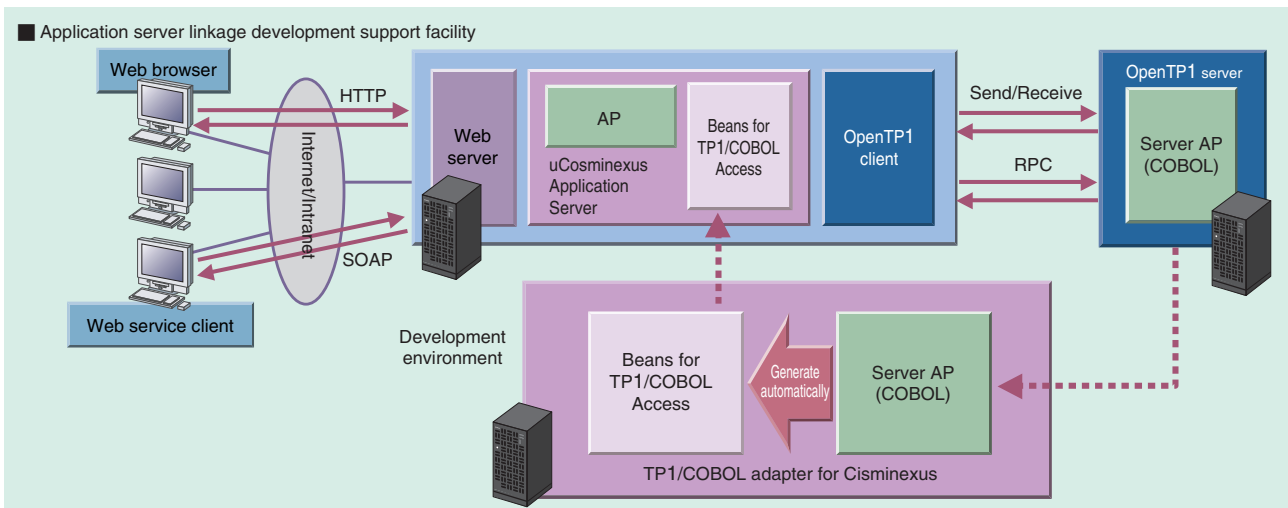 ■ Application server linkage development support facility
Web browser
HTTP
Internet/Intranet
SOAP
Web service client
Web
server
AP
uCosminexus
Application
Server
Beans for
TP1/COBOL
Access
OpenTP1
client
Send/Receive
RPC
OpenTP1 server
Server AP
(COBOL)
Development
environment
Beans for
TP1/COBOL
Access
Generate
automatically
Server AP
(COBOL)
TP1/COBOL adapter for Cisminexus